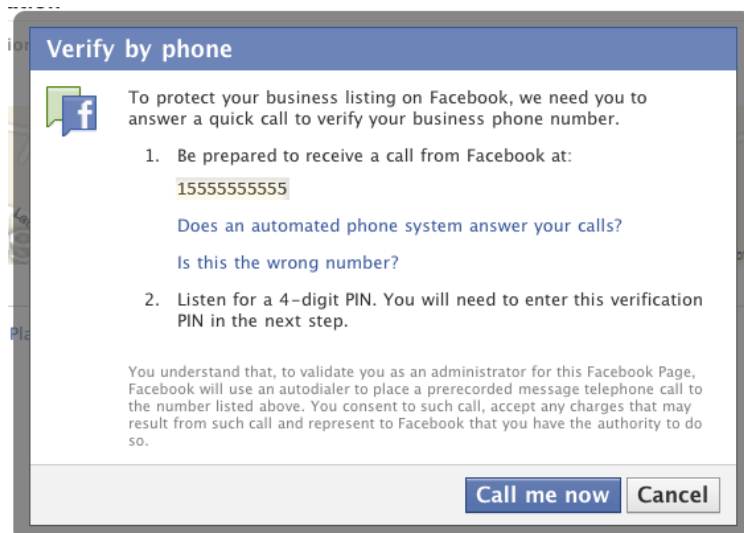 Verify by phone
To protect your business listing on Facebook, we need you to
answer a quick call to verify your business phone number.
1. Be prepared to receive a call from Facebook at:
15555555555
Does an automated phone system answer your calls?
Is this the wrong number?
2. Listen for a 4-digit PIN. You will need to enter this verification
PIN in the next step.
You understand that, to validate you as an administrator for this Facebook Page,
Facebook will use an autodialer to place a prerecorded message telephone call to
the number listed above. You consent to such call, accept any charges that may
result from such call and represent to Facebook that you have the authority to do
so.
Call me now Cancel